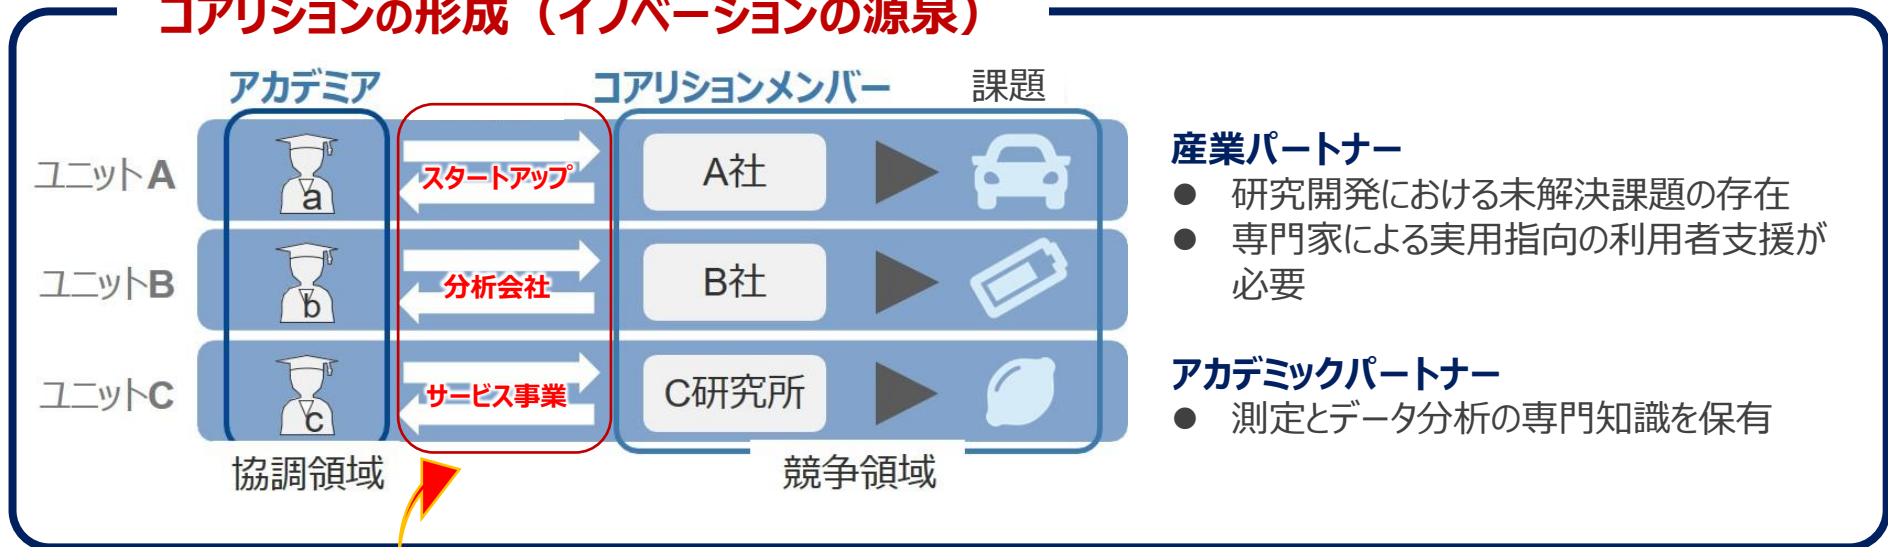 コアリションの形成（イノベーションの源泉）
アカデミア
コアリションメンバー
課題
ユニットA
a
スタートアップ
A社
ユニットB
b
分析会社
B社
ユニットC
c
サービス事業
C研究所
協調領域
競争領域
産業パートナー
● 研究開発における未解決課題の存在
● 専門家による実用指向の利用者支援が
必要
アカデミックパートナー
● 測定とデータ分析の専門知識を保有